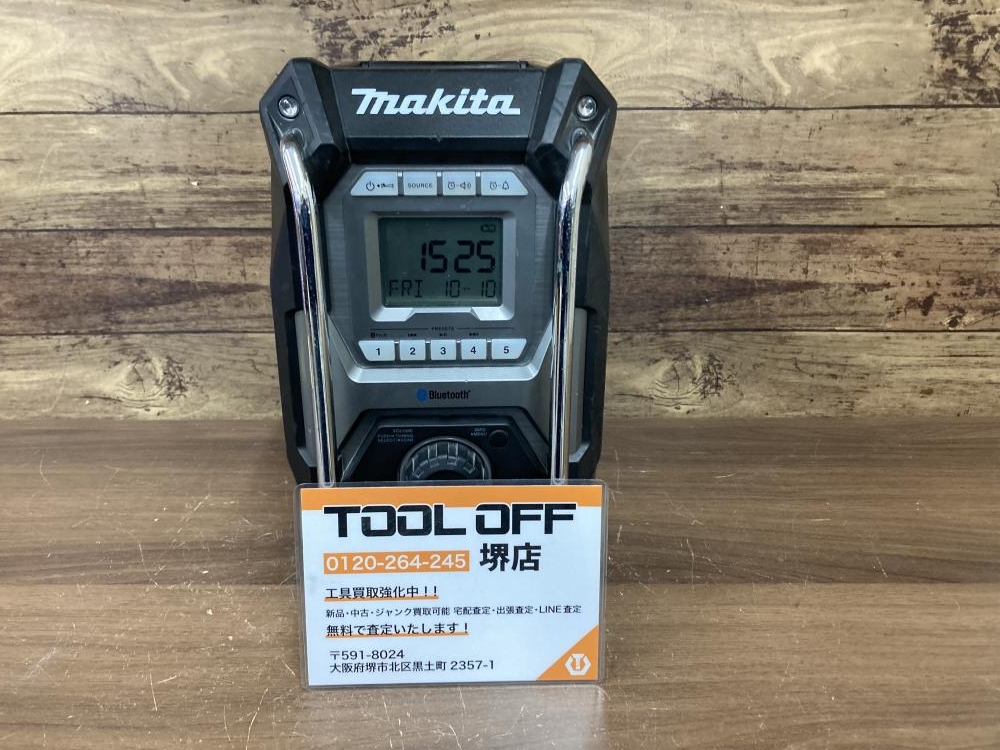 makita
SOURCE
15 25
FRI 10-10
PRESETS
1 2 3 4 5
Bluetooth®
VOLUME
INFO
MENU
TOOL OFF
0120-264-245 堺店
工具買取強化中！！
新品・中古・ジャンク買取可能 宅配査定・出張査定・LINE査定
無料で査定いたします！
〒591-8024
大阪府堺市北区黒土町 2357-1